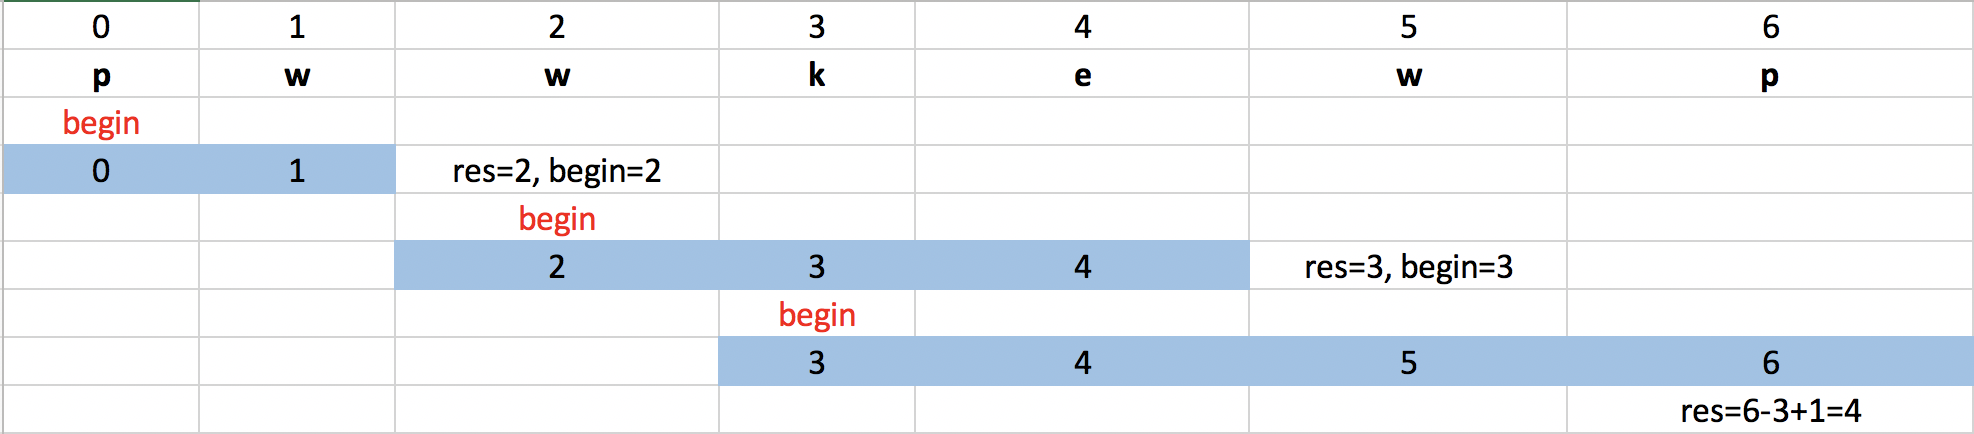 0 1 2 3 4 5 6
p w w k e w p
begin
0 1 res=2, begin=2
begin
2 3 4 res=3, begin=3
begin
3 4 5 6
res=6-3+1=4